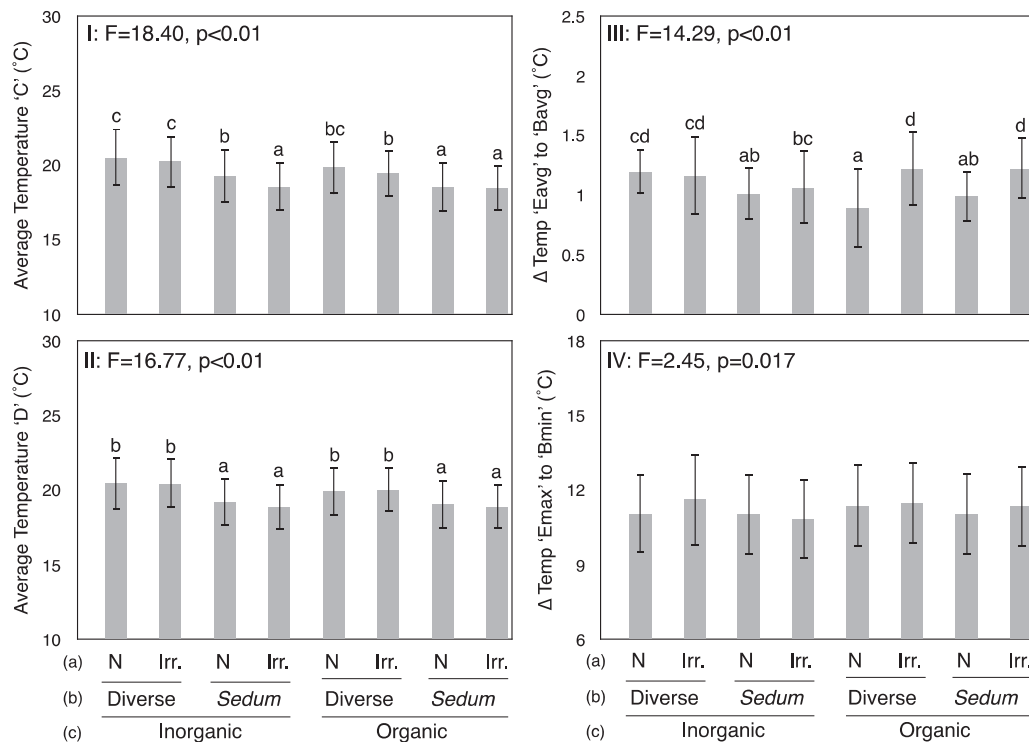 Average Temperature 'C' (˚C)
30
25
20
15
10
I: F=18.40, p<0.01
c c b a bc b a a
Δ Temp 'Eavg' to 'Bavg' (˚C)
2.5
2
1.5
1
0.5
0
III: F=14.29, p<0.01
cd cd ab bc a d ab d
Average Temperature 'D' (˚C)
30
25
20
15
10
II: F=16.77, p<0.01
b b a a b b a a
Δ Temp 'Emax' to 'Bmin' (˚C)
18
15
12
9
6
IV: F=2.45, p=0.017
(a) N Irr. N Irr. N Irr. N Irr.
(b) Diverse Sedum Diverse Sedum
(c) Inorganic Organic
(a) N Irr. N Irr. N Irr. N Irr.
(b) Diverse Sedum Diverse Sedum
(c) Inorganic Organic